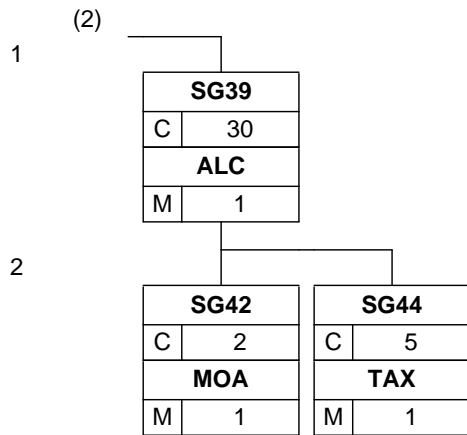 (2)
1
SG39
C 30
ALC
M 1
2
SG42 SG44
C 2 C 5
MOA TAX
M 1 M 1